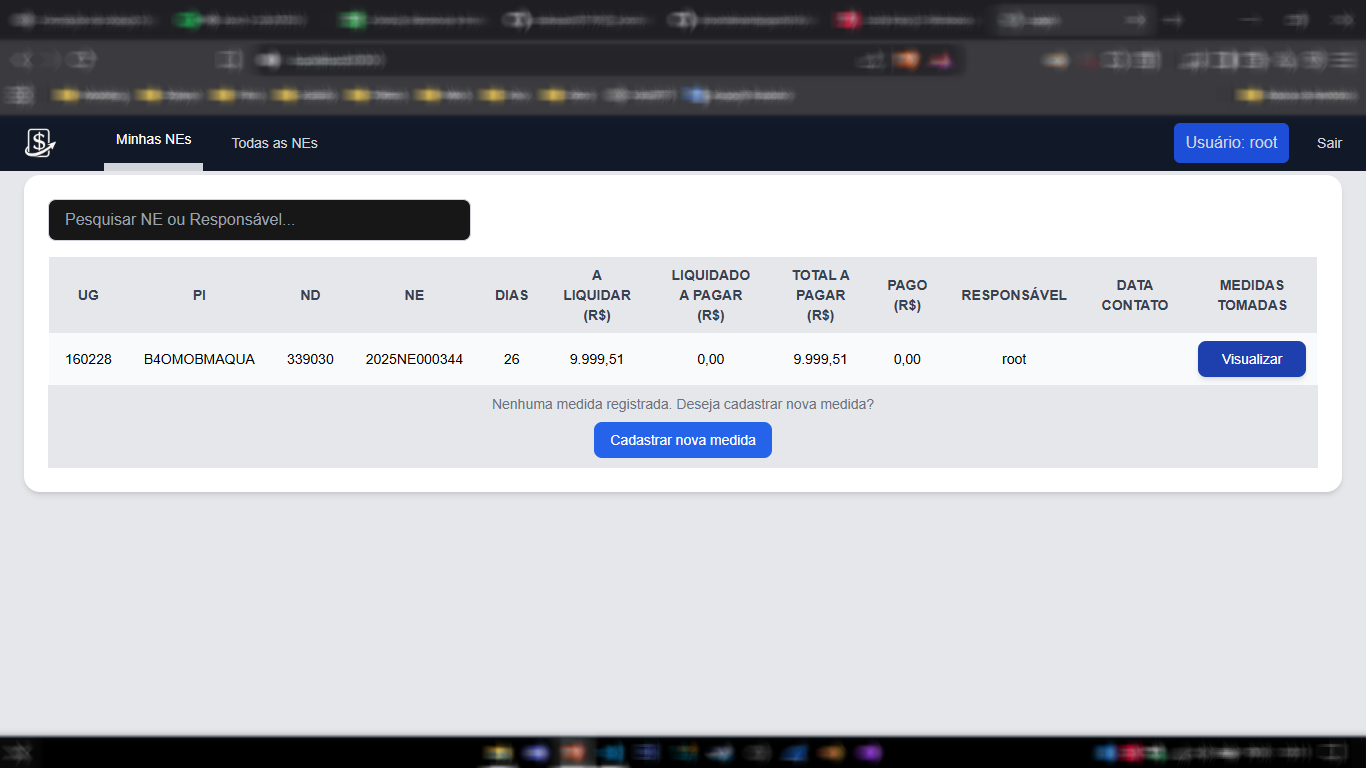 Minhas NEs
Todas as NEs
Usuário: root
Sair
Pesquisar NE ou Responsável...
UG
PI
ND
NE
DIAS
A LIQUIDAR (R$)
LIQUIDADO A PAGAR (R$)
TOTAL A PAGAR (R$)
PAGO (R$)
RESPONSÁVEL
DATA CONTATO
MEDIDAS TOMADAS
160228
B4OMOBMAQUA
339030
2025NE000344
26
9.999,51
0,00
9.999,51
0,00
root
Visualizar
Nenhuma medida registrada. Deseja cadastrar nova medida?
Cadastrar nova medida